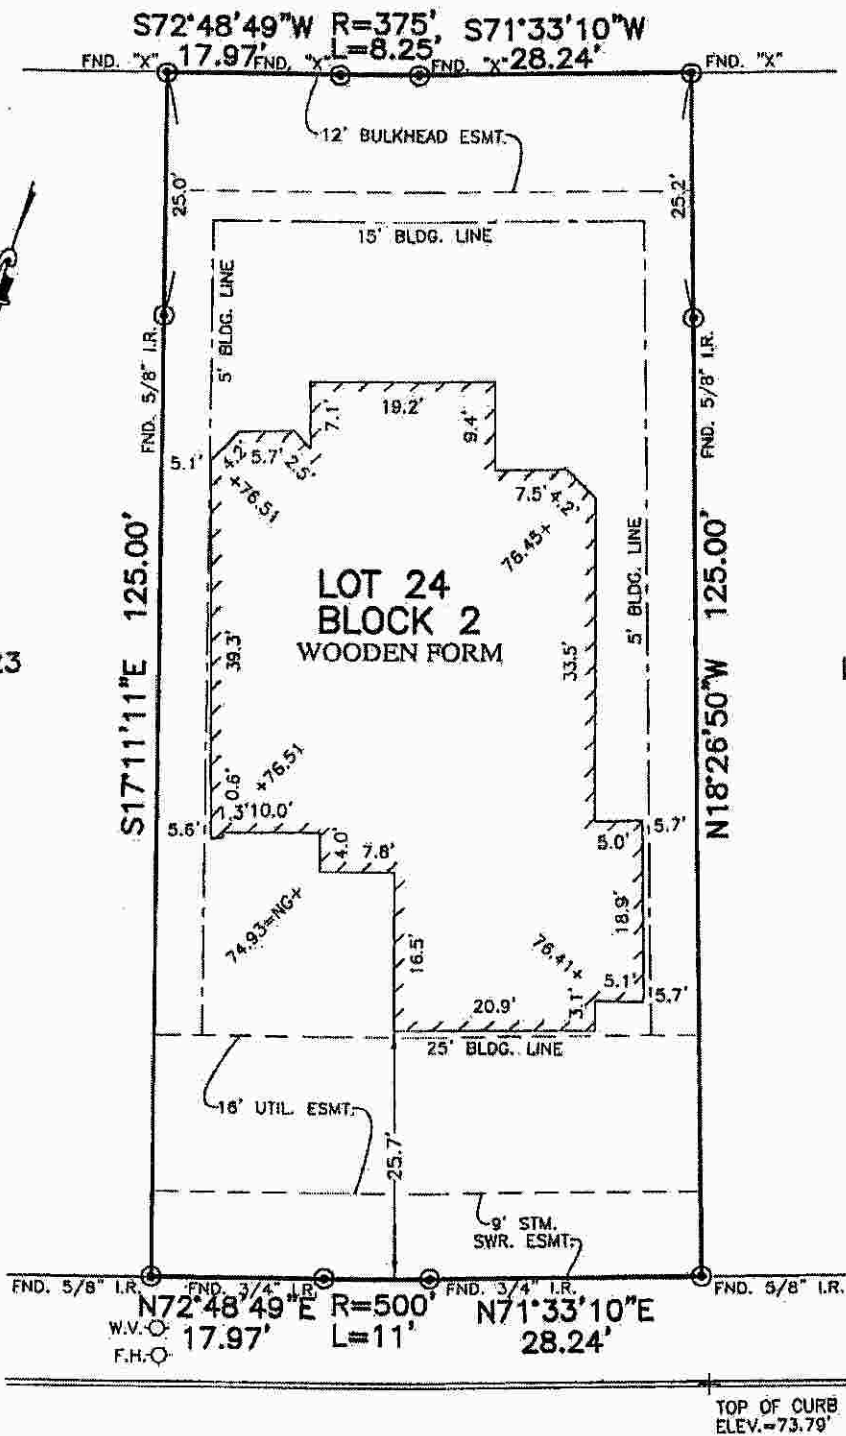 S72°48'49"W R=375' S71°33'10"W
17.97' L=8.25' 28.24'
FND. "X" FND. "X" FND. "X" FND. "X"
12' BULKHEAD ESMT.
25.0' 25.2'
15' BLDG. LINE
5' BLDG. LINE
FND. 5/8" I.R. FND. 5/8" I.R.
19.2'
7.1' 9.4'
5.1' 4.2' 5.7' 2.5'
7.5' 4.2'
+76.51
76.45+
5' BLDG. LINE
LOT 24
BLOCK 2
WOODEN FORM
S17°11'11"E 125.00'
N18°26'50"W 125.00'
23
39.3' 33.5'
+76.51
0.6'
5.6' .3' 10.0' 5.7'
4.0' 7.8' 5.0'
74.93=NG+
18.9'
16.5' 76.41+
5.1' 5.7'
20.9' 3.1'
25' BLDG. LINE
16' UTIL. ESMT.
25.7'
9' STM.
SWR. ESMT.
FND. 5/8" I.R. FND. 3/4" I.R. FND. 3/4" I.R. FND. 5/8" I.R.
N72°48'49"E R=500' N71°33'10"E
17.97' L=11' 28.24'
W.V.
F.H.
TOP OF CURB
ELEV.=73.79'